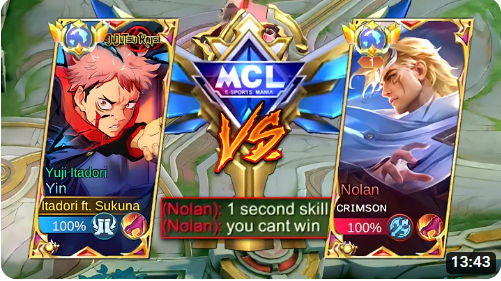 JUJUTSU KAISEN
MCL
E-SPORTS MANIA
VS
Yuji Itadori
Yin
Itadori ft. Sukuna
100%
Nolan
CRIMSON
100%
(Nolan): 1 second skill
(Nolan): you cant win
13:43